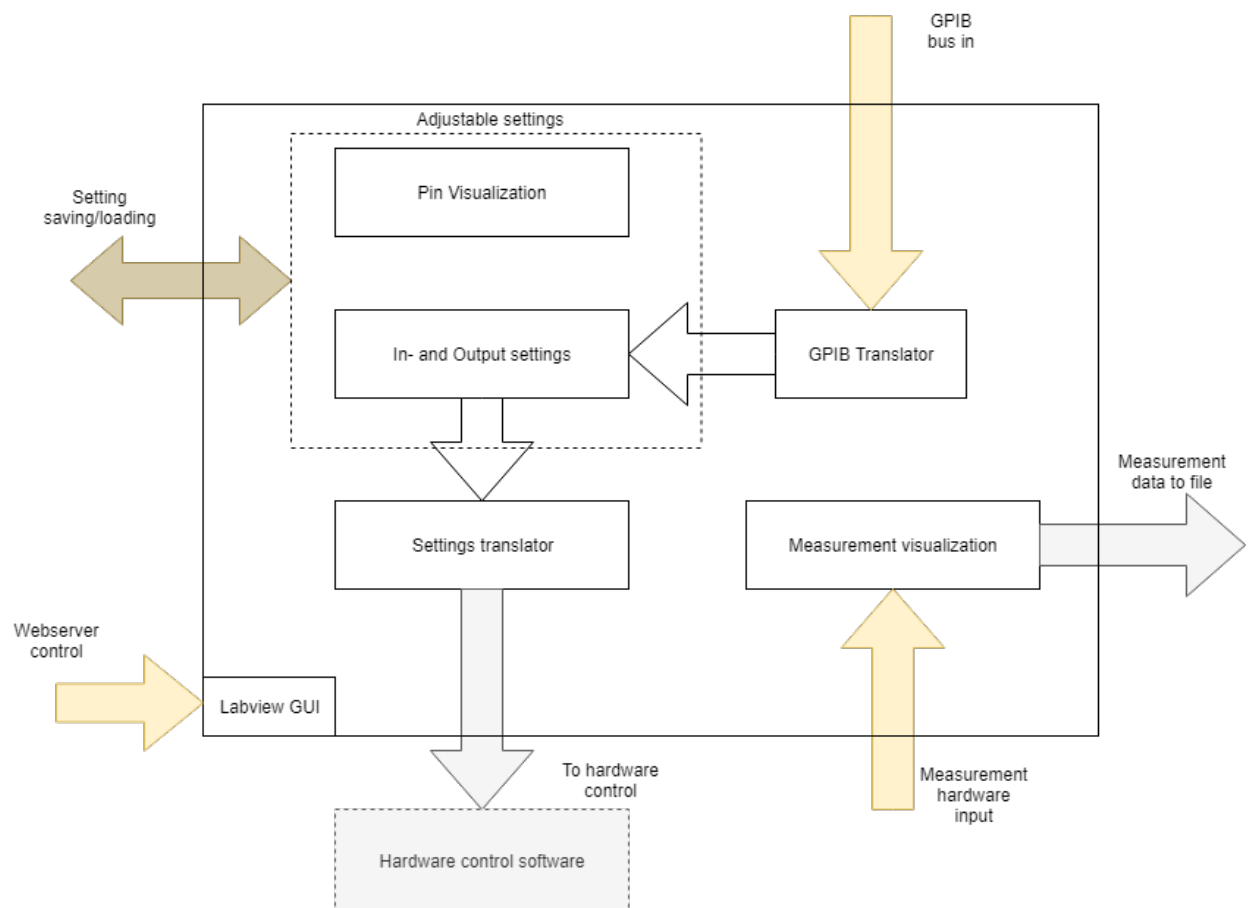 GPIB
bus in
Adjustable settings
Pin Visualization
Setting
saving/loading
In- and Output settings
GPIB Translator
Measurement
data to file
Settings translator
Measurement visualization
Webserver
control
Labview GUI
To hardware
control
Measurement
hardware
input
Hardware control software